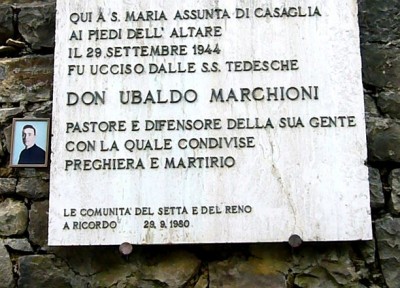 QUI À S. MARIA ASSUNTA DI CASAGLIA
AI PIEDI DELL' ALTARE
IL 29 SETTEMBRE 1944
FU UCCISO DALLE S.S. TEDESCHE
DON UBALDO MARCHIONI
PASTORE E DIFENSORE DELLA SUA GENTE
CON LA QUALE CONDIVISE
PREGHIERA E MARTIRIO
LE COMUNITA' DEL SETTA E DEL RENO
A RICORDO 29.9.1980